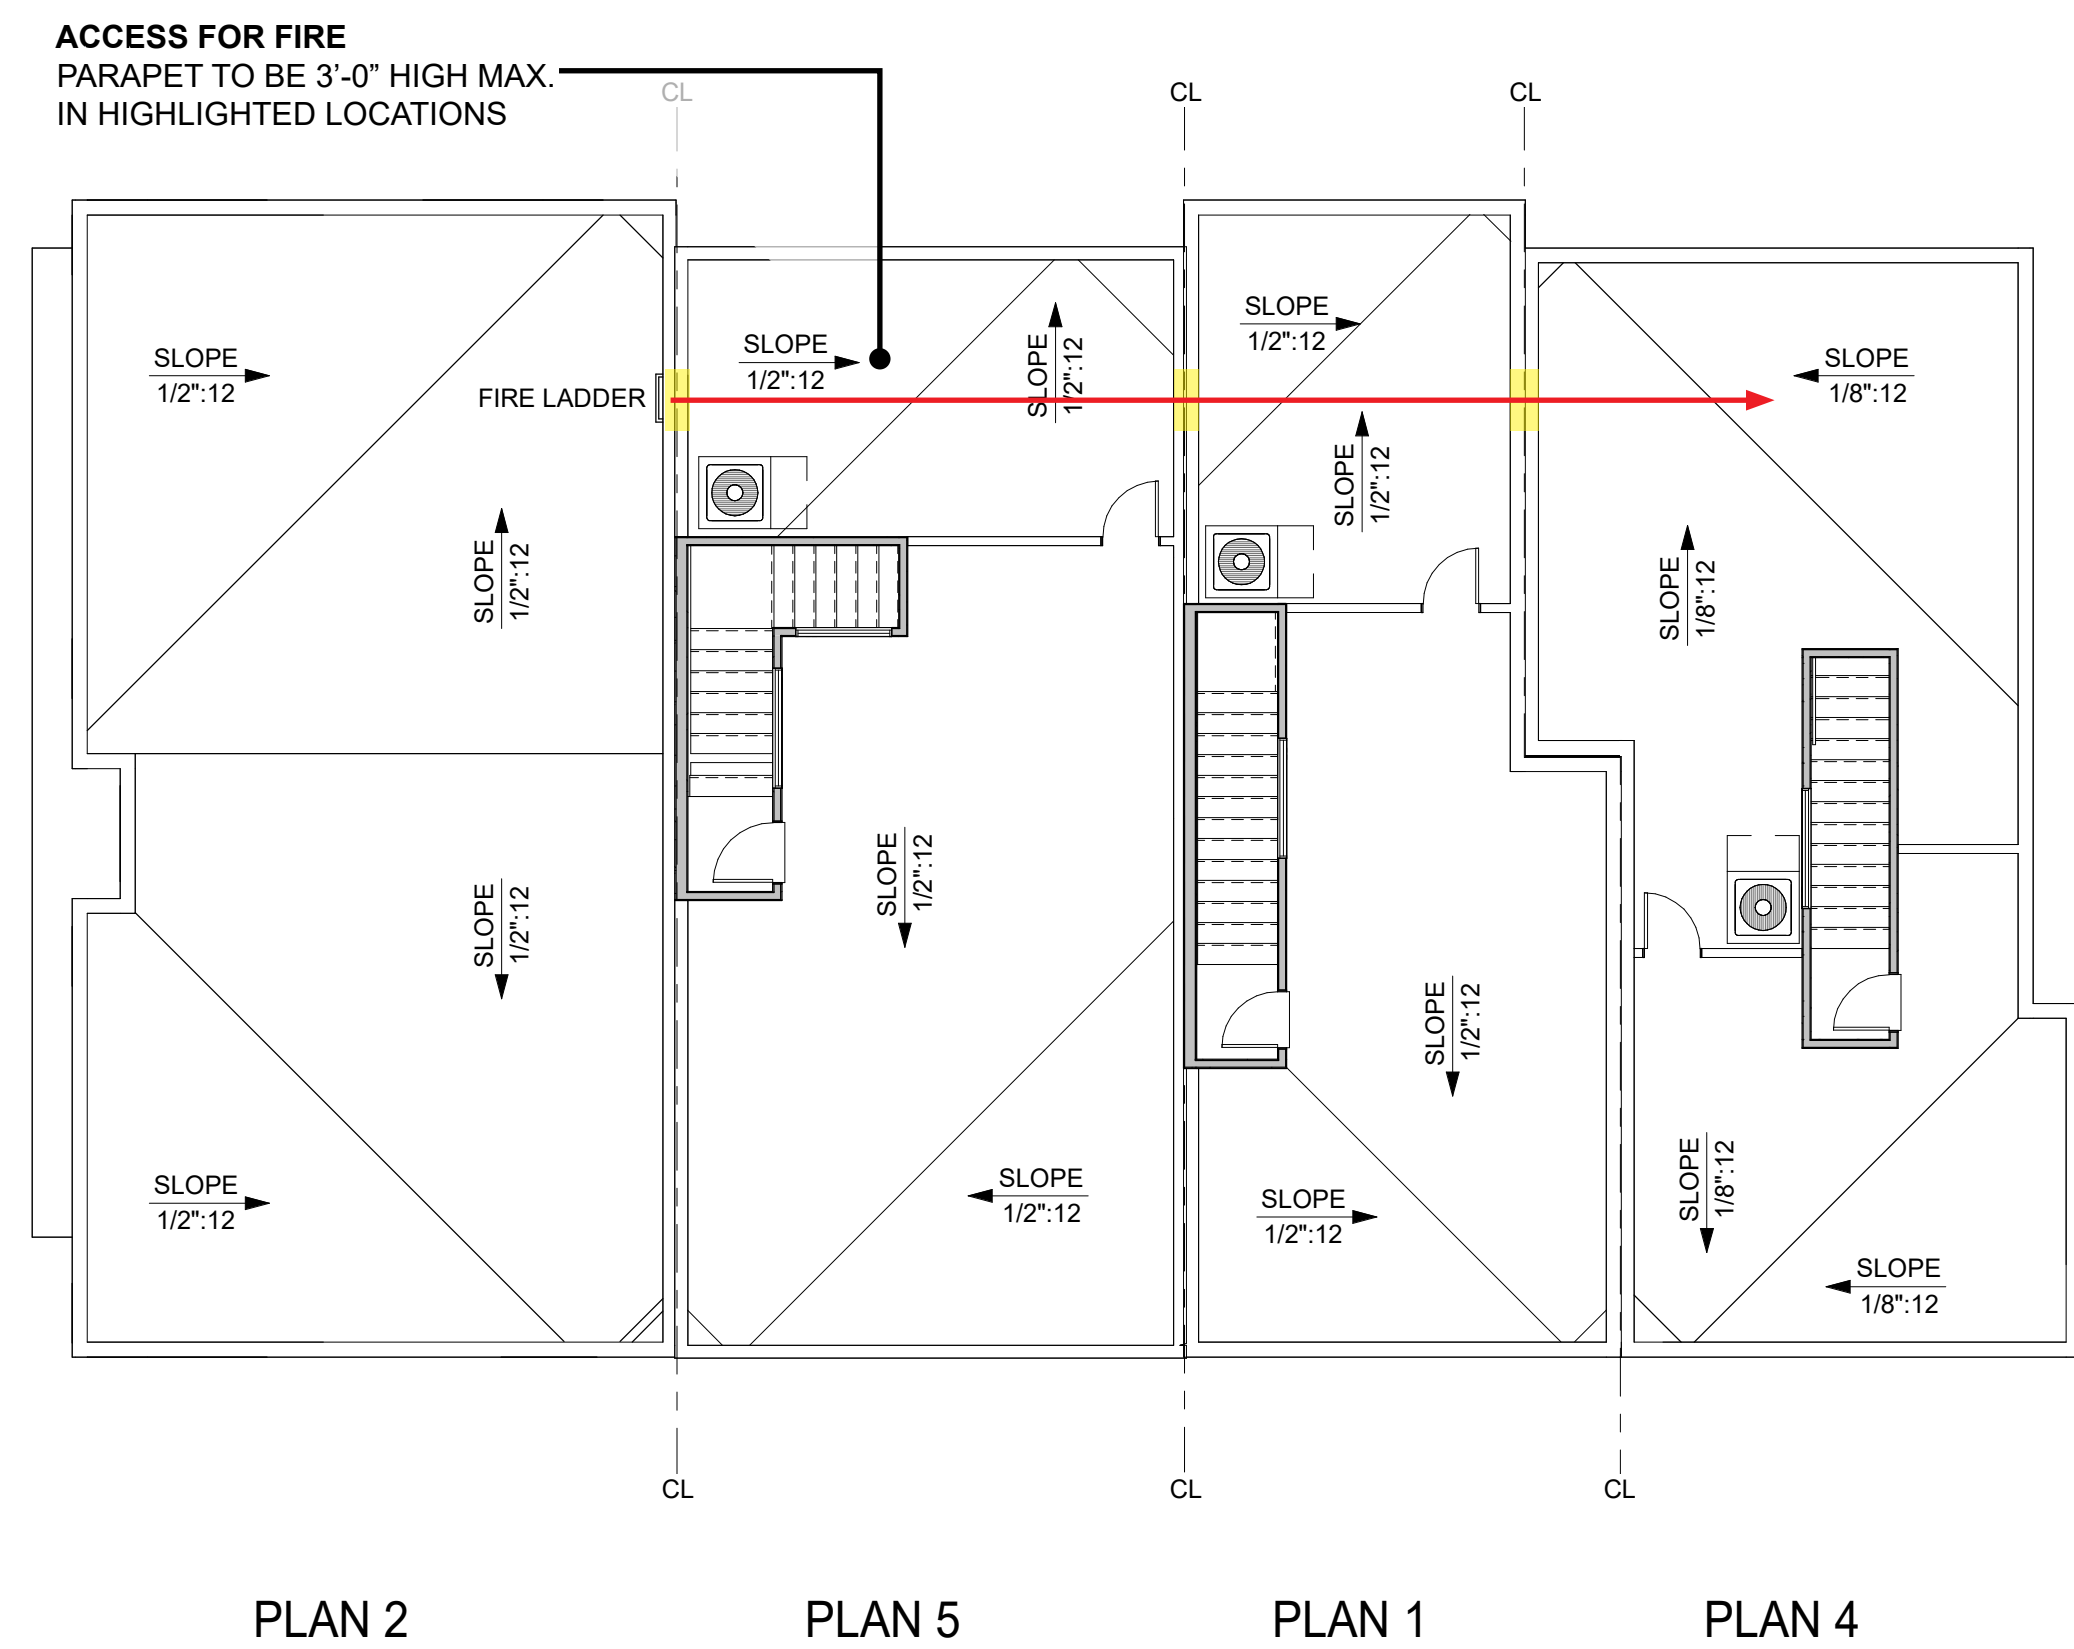 ACCESS FOR FIRE
PARAPET TO BE 3’-0” HIGH MAX.
IN HIGHLIGHTED LOCATIONS
CL
CL
CL
SLOPE
1/2":12
SLOPE
1/2":12
SLOPE
1/2":12
SLOPE
1/2":12
SLOPE
1/8":12
FIRE LADDER
SLOPE
1/2":12
SLOPE
1/2":12
SLOPE
1/8":12
SLOPE
1/2":12
SLOPE
1/2":12
SLOPE
1/2":12
SLOPE
1/2":12
SLOPE
1/2":12
SLOPE
1/2":12
SLOPE
1/8":12
SLOPE
1/8":12
CL
CL
CL
PLAN 2
PLAN 5
PLAN 1
PLAN 4